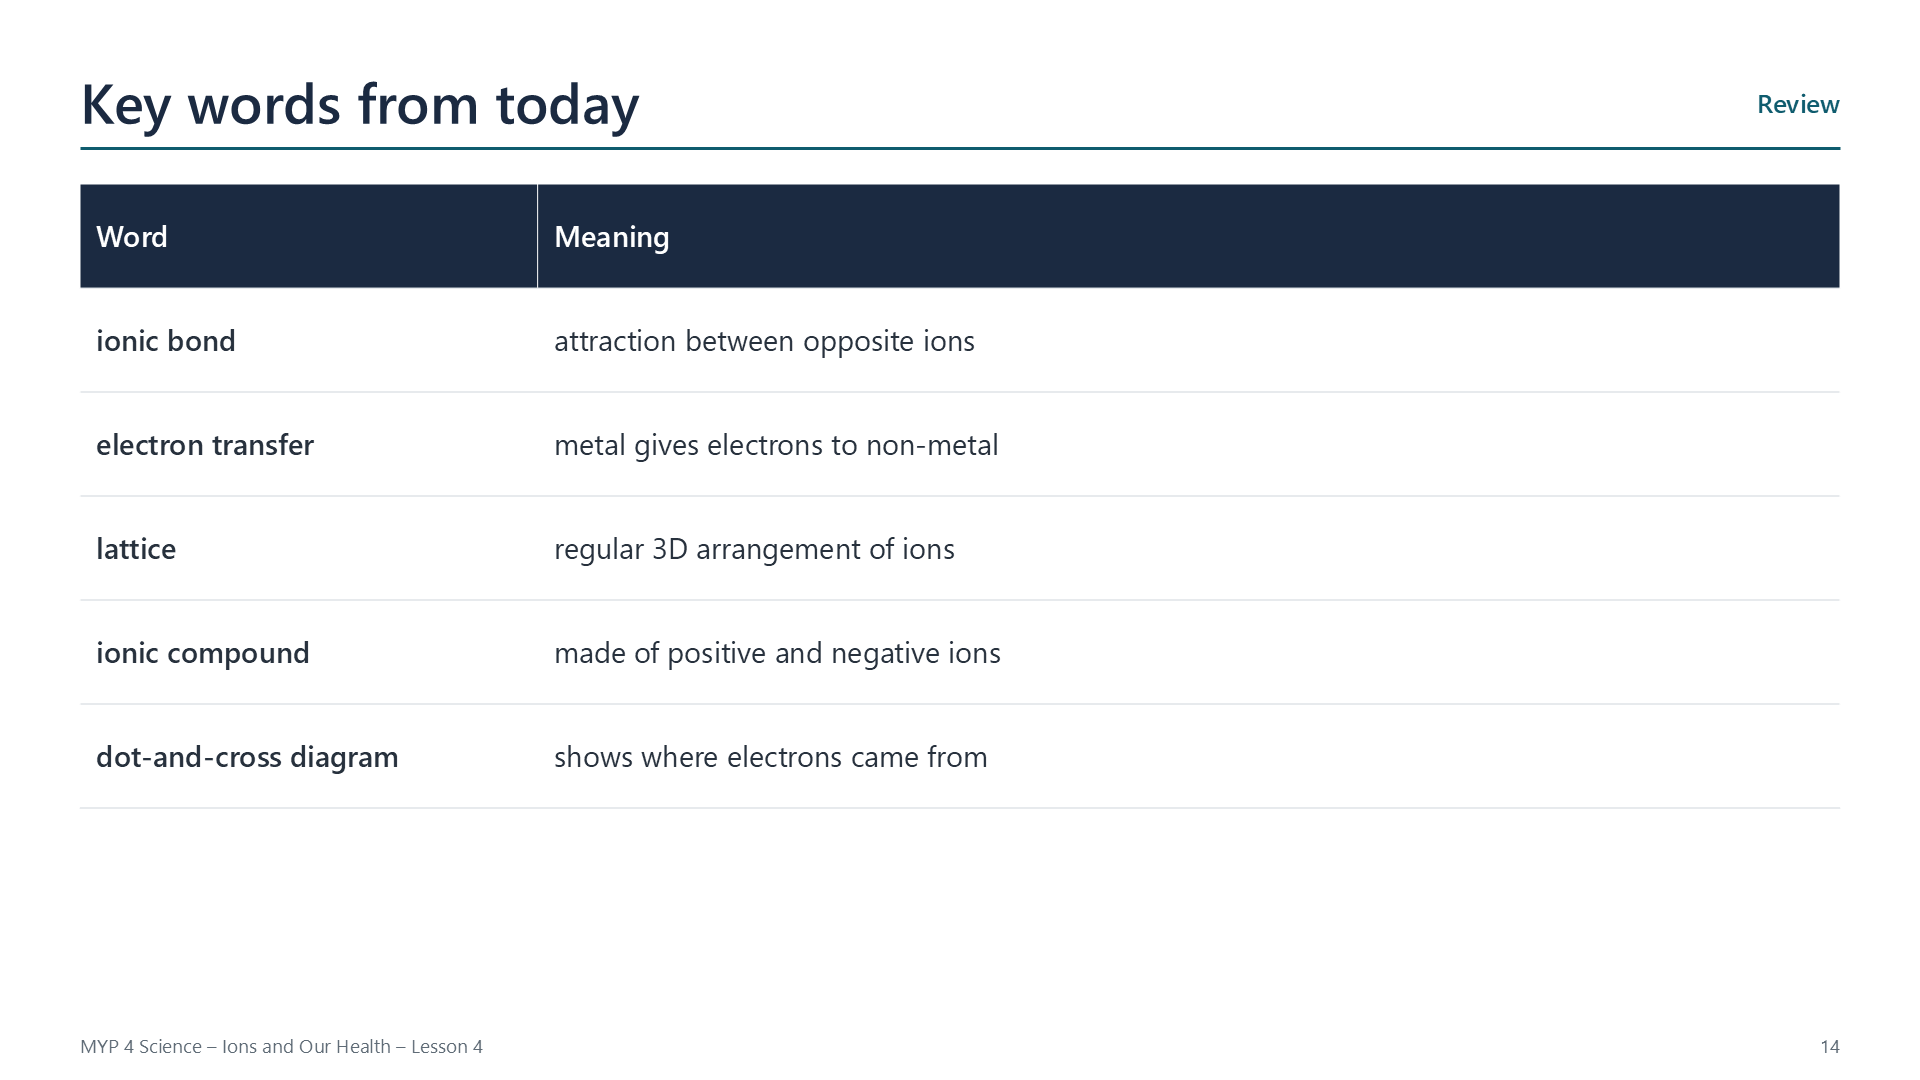 Key words from today
Review
Word
Meaning
ionic bond
attraction between opposite ions
electron transfer
metal gives electrons to non-metal
lattice
regular 3D arrangement of ions
ionic compound
made of positive and negative ions
dot-and-cross diagram
shows where electrons came from
MYP 4 Science – Ions and Our Health – Lesson 4
14